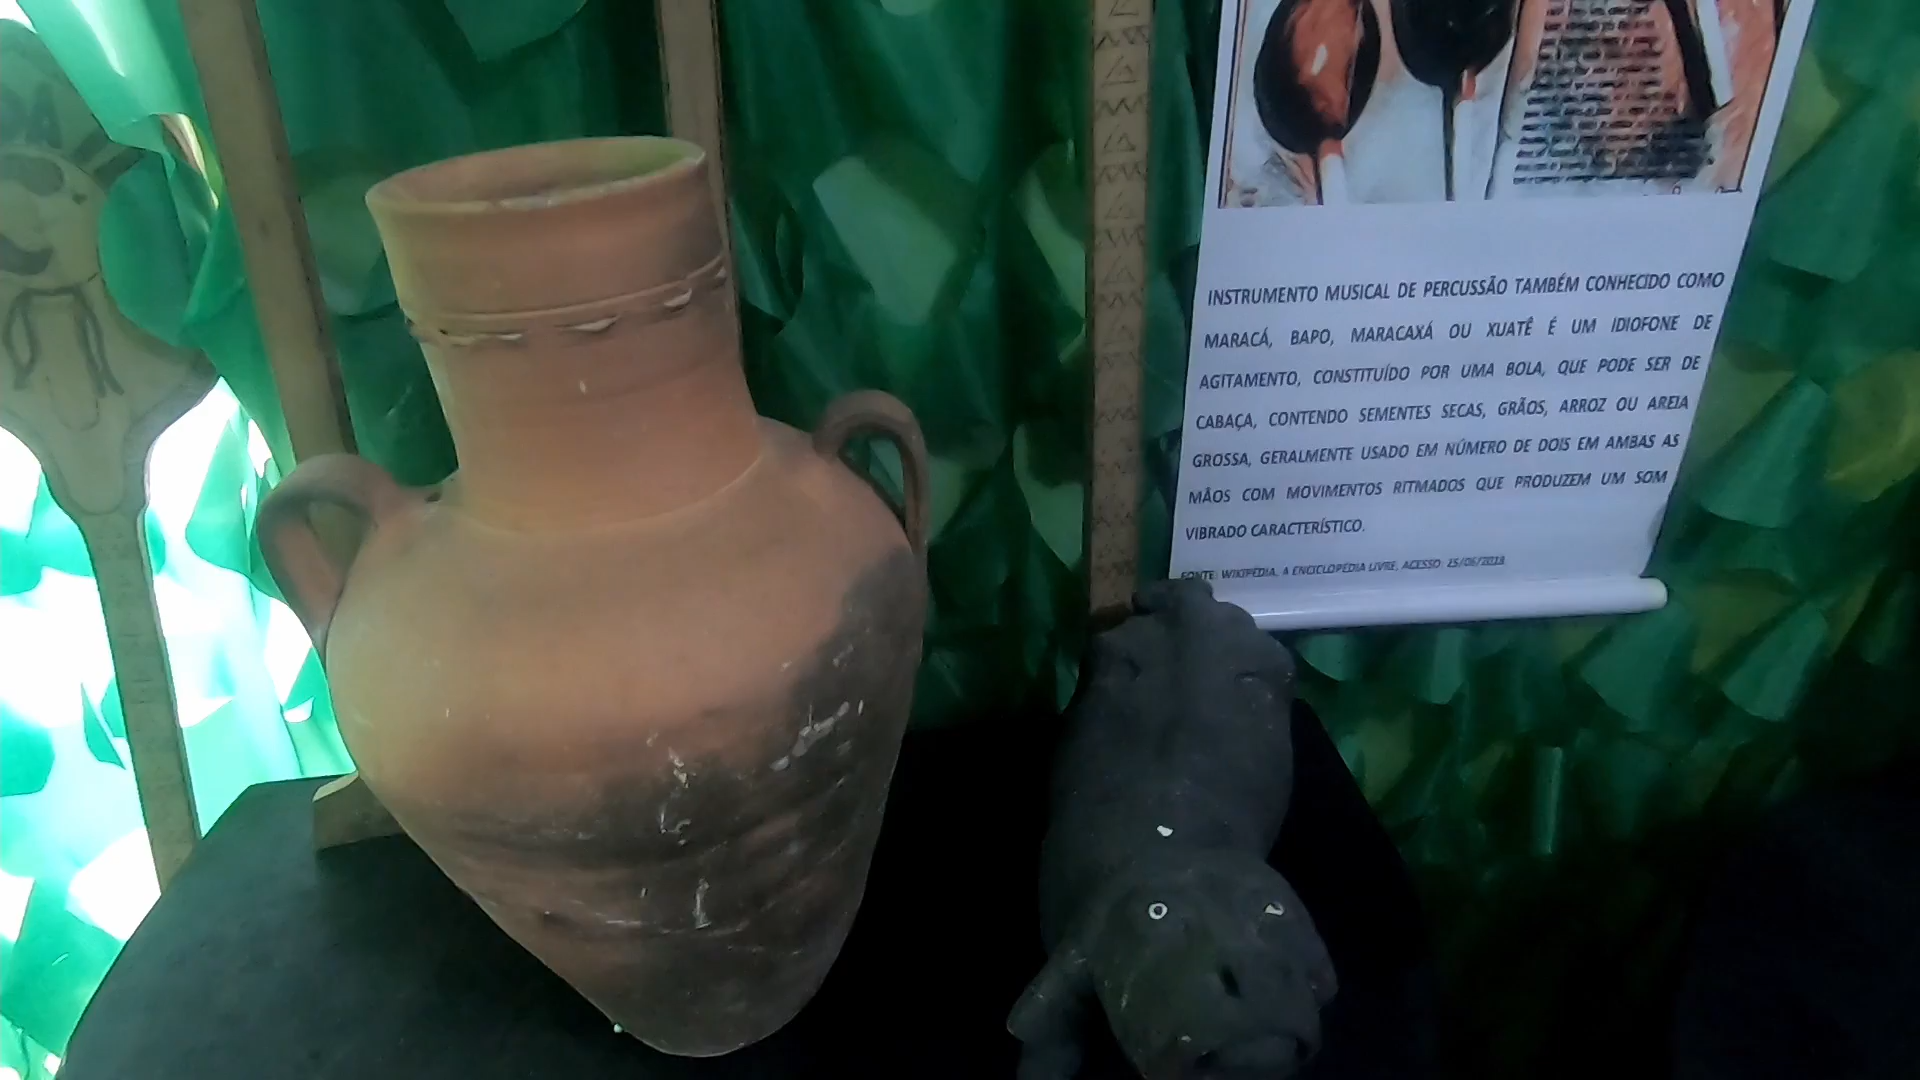 INSTRUMENTO MUSICAL DE PERCUSSÃO TAMBÉM CONHECIDO COMO
MARACÁ, BAPO, MARACAXÁ OU XUATÊ É UM IDIOFONE DE
AGITAMENTO, CONSTITUÍDO POR UMA BOLA, QUE PODE SER DE
CABAÇA, CONTENDO SEMENTES SECAS, GRÃOS, ARROZ OU AREIA
GROSSA, GERALMENTE USADO EM NÚMERO DE DOIS EM AMBAS AS
MÃOS COM MOVIMENTOS RITMADOS QUE PRODUZEM UM SOM
VIBRADO CARACTERÍSTICO.
FONTE: WIKIPÉDIA, A ENCICLOPÉDIA LIVRE, ACESSO: